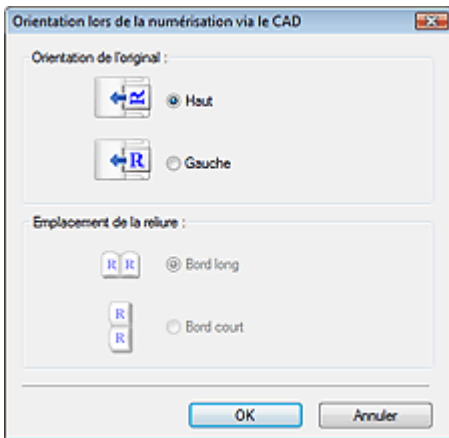 Orientation lors de la numérisation via le CAD
Orientation de l'original :
R Haut
R Gauche
Emplacement de la reliure :
R R Bord long
R
R Bord court
OK Annuler